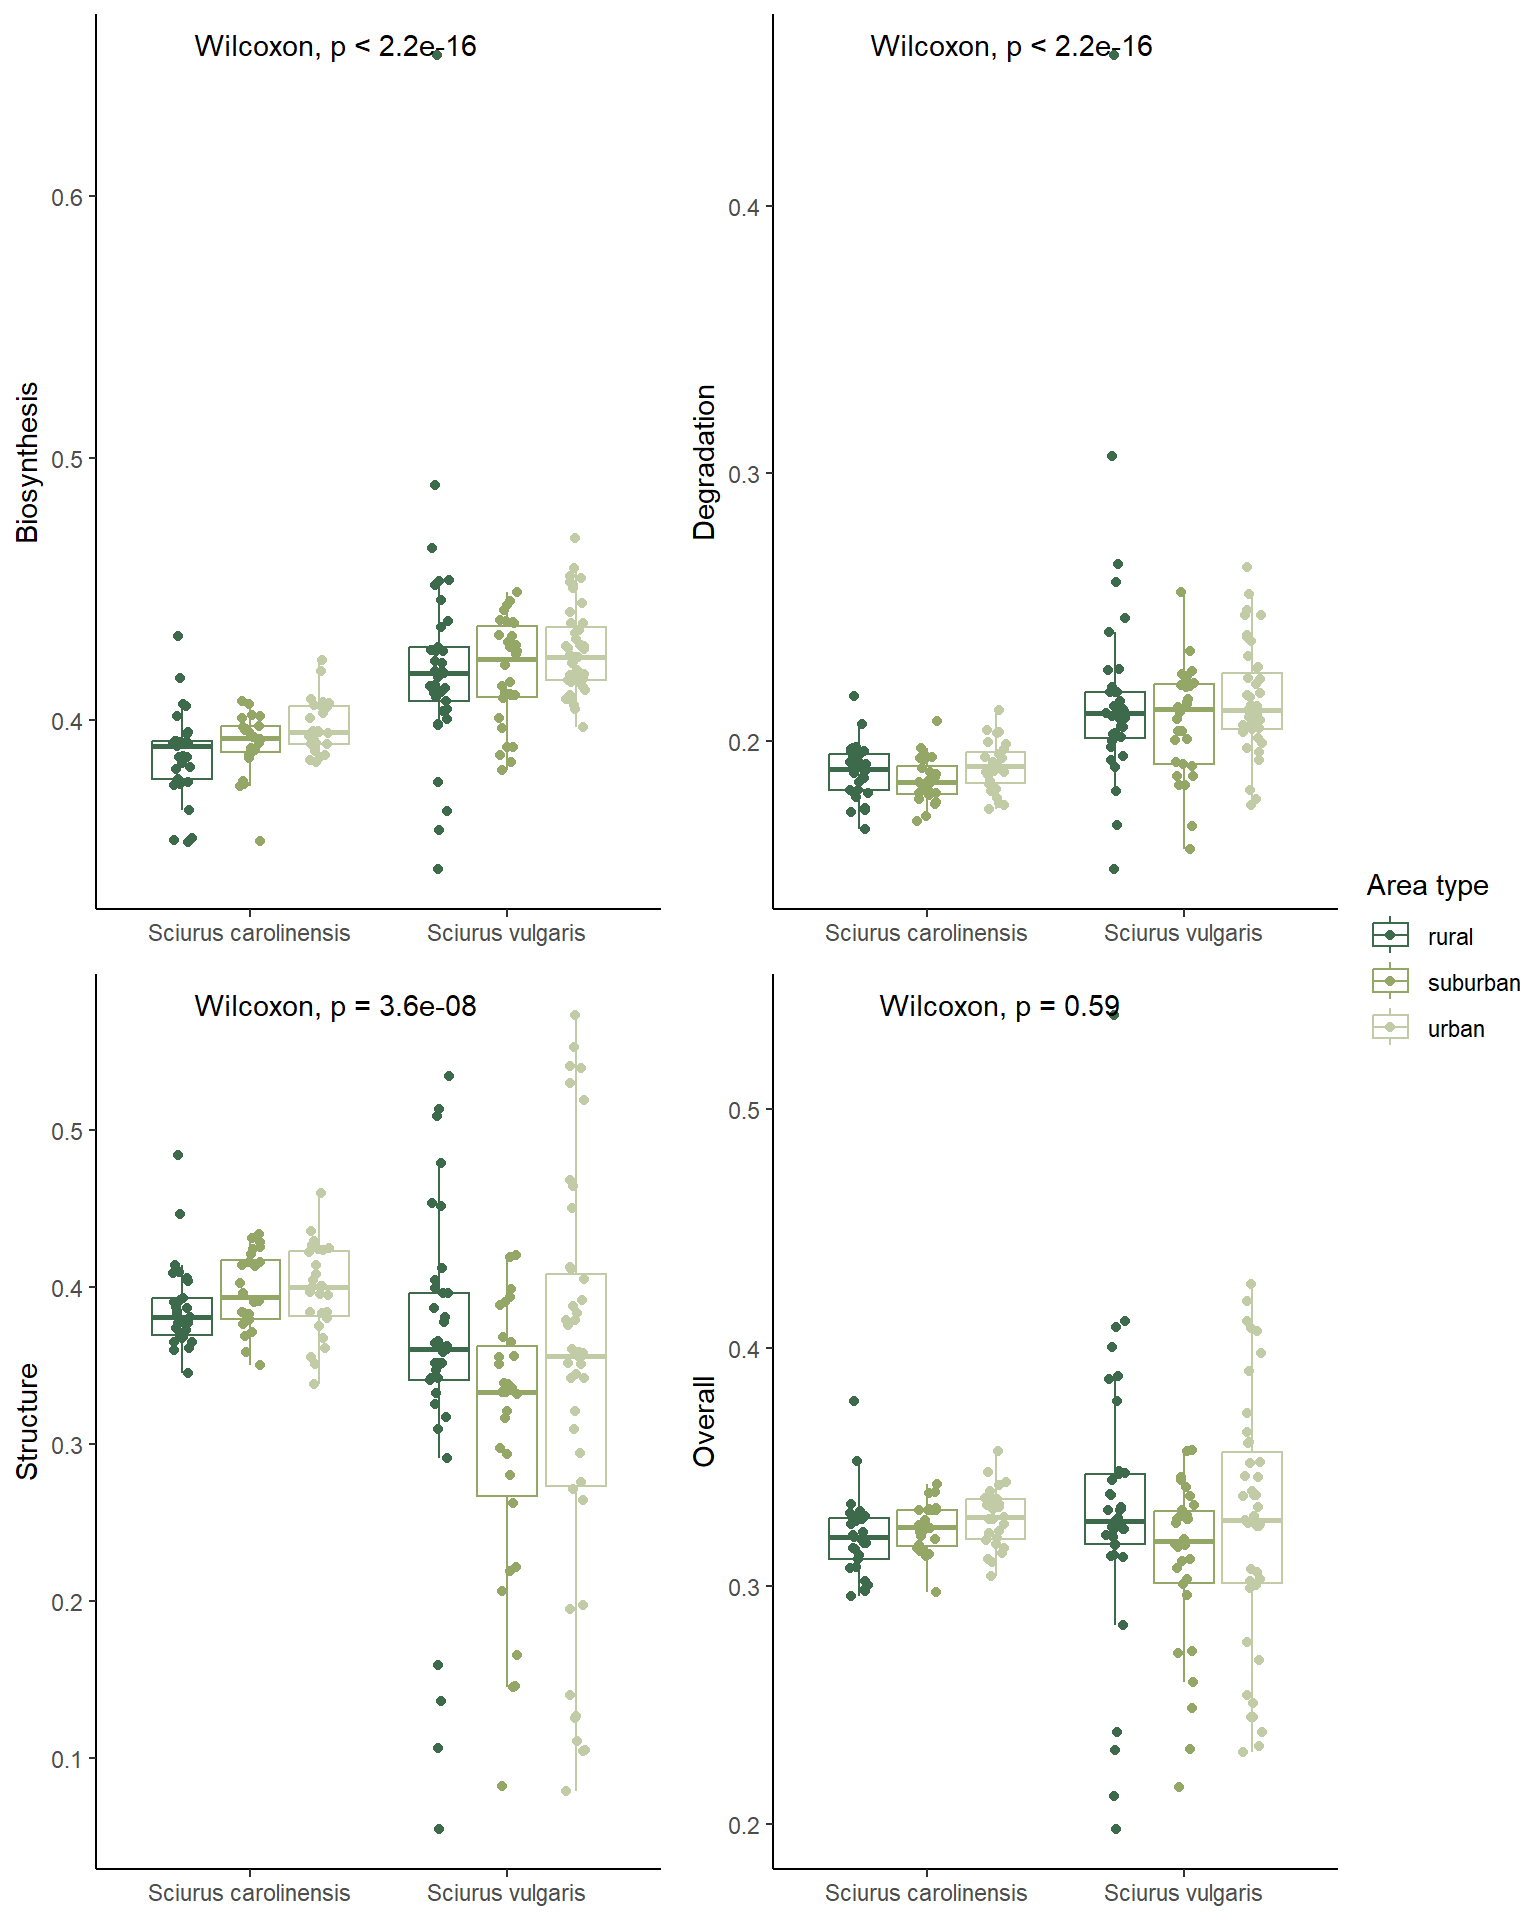 Wilcoxon, p < 2.2e-16
Biosynthesis
0.6
0.5
0.4
Sciurus carolinensis
Sciurus vulgaris
Wilcoxon, p < 2.2e-16
Degradation
0.4
0.3
0.2
Sciurus carolinensis
Sciurus vulgaris
Wilcoxon, p = 3.6e-08
Structure
0.5
0.4
0.3
0.2
0.1
Sciurus carolinensis
Sciurus vulgaris
Wilcoxon, p = 0.59
Overall
0.5
0.4
0.3
0.2
Sciurus carolinensis
Sciurus vulgaris
Area type
rural
suburban
urban